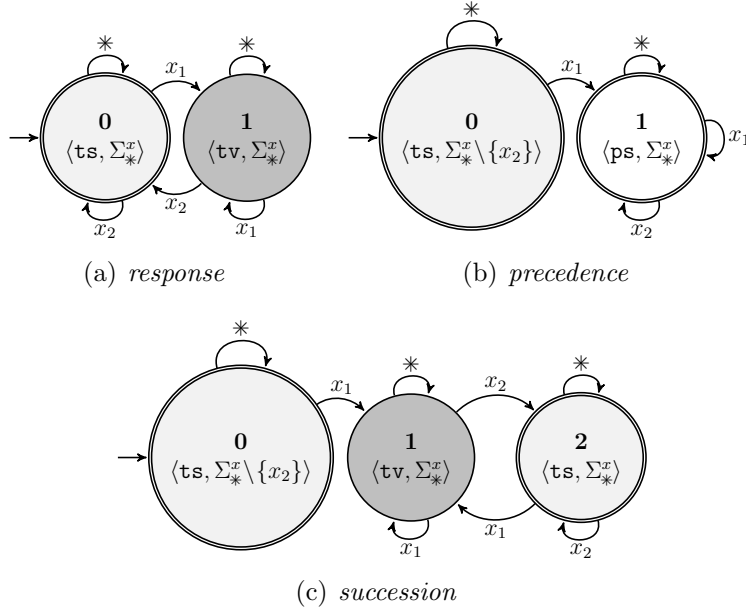 * x₁ *
0
⟨ts, Σˣ∗⟩
1
⟨tv, Σˣ∗⟩
x₂
x₂ x₁
(a) response
* x₁ *
0
⟨ts, Σˣ∗\{x₂}⟩
1
⟨ps, Σˣ∗⟩
x₁
x₂
(b) precedence
* x₁ * x₂ *
0
⟨ts, Σˣ∗\{x₂}⟩
1
⟨tv, Σˣ∗⟩
2
⟨ts, Σˣ∗⟩
x₁
x₁ x₂
(c) succession